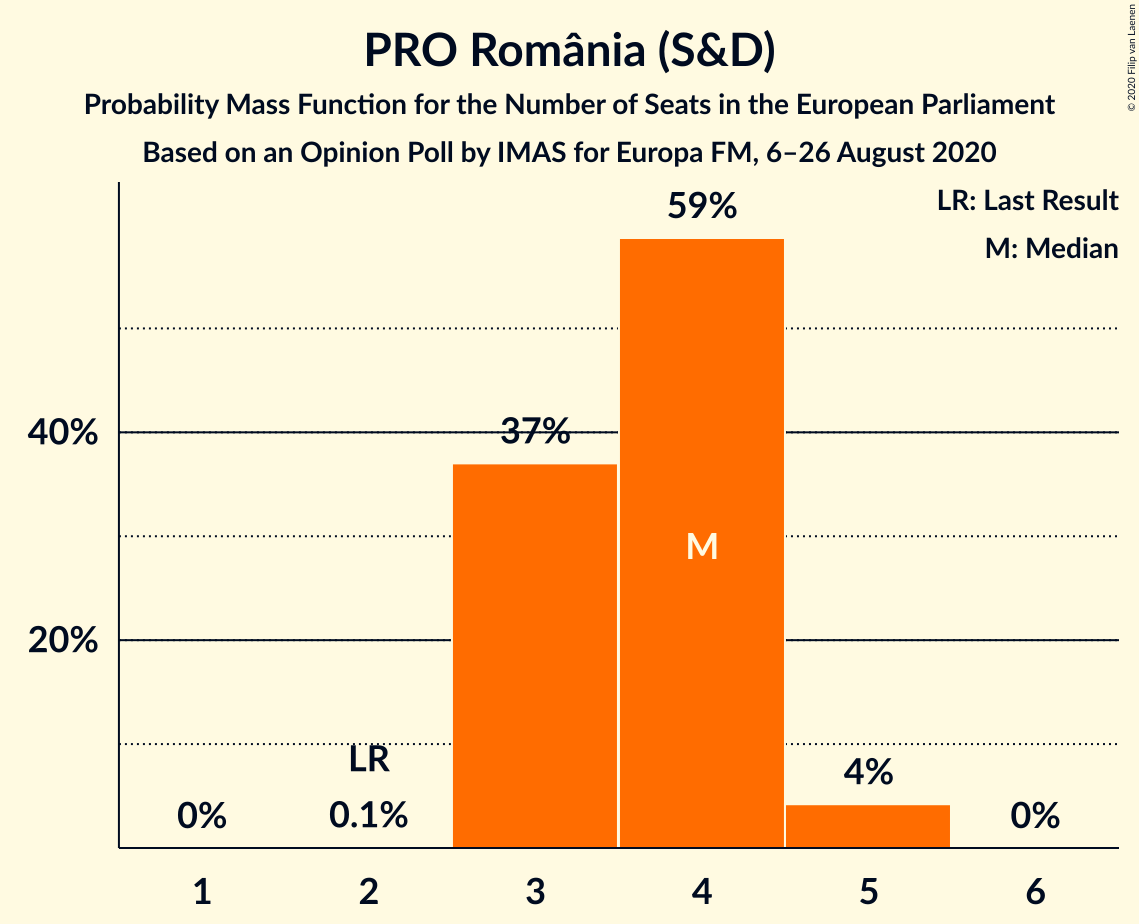 PRO România (S&D)
Probability Mass Function for the Number of Seats in the European Parliament
Based on an Opinion Poll by IMAS for Europa FM, 6–26 August 2020
© 2020 Filip van Laenen
LR: Last Result
M: Median
59%
40%
37%
M
20%
LR
0%
0.1%
4%
0%
1 2 3 4 5 6